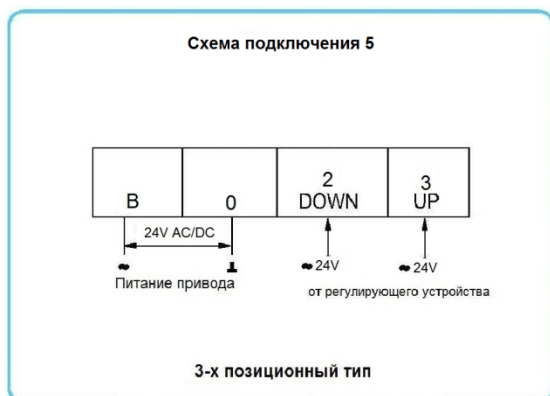 Схема подключения 5
B
0
2
DOWN
3
UP
24V AC/DC
~
⊥
~ 24V
~ 24V
Питание привода
от регулирующего устройства
3-х позиционный тип